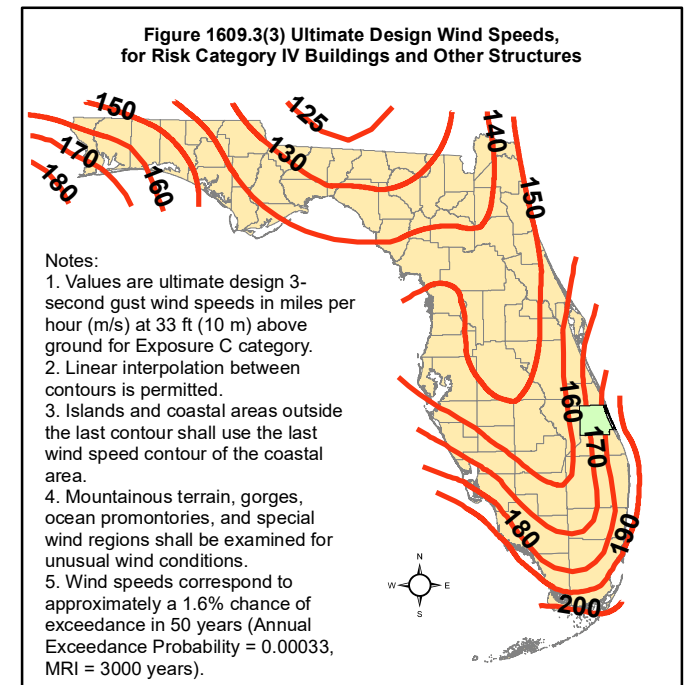 Figure 1609.3(3) Ultimate Design Wind Speeds,
for Risk Category IV Buildings and Other Structures
150
125
170
130
140
180
160
150
Notes:
1. Values are ultimate design 3-
second gust wind speeds in miles per
hour (m/s) at 33 ft (10 m) above
ground for Exposure C category.
2. Linear interpolation between
contours is permitted.
3. Islands and coastal areas outside
the last contour shall use the last
wind speed contour of the coastal
area.
4. Mountainous terrain, gorges,
ocean promontories, and special
wind regions shall be examined for
unusual wind conditions.
5. Wind speeds correspond to
approximately a 1.6% chance of
exceedance in 50 years (Annual
Exceedance Probability = 0.00033,
MRI = 3000 years).
160
170
180
190
200
N
W E
S